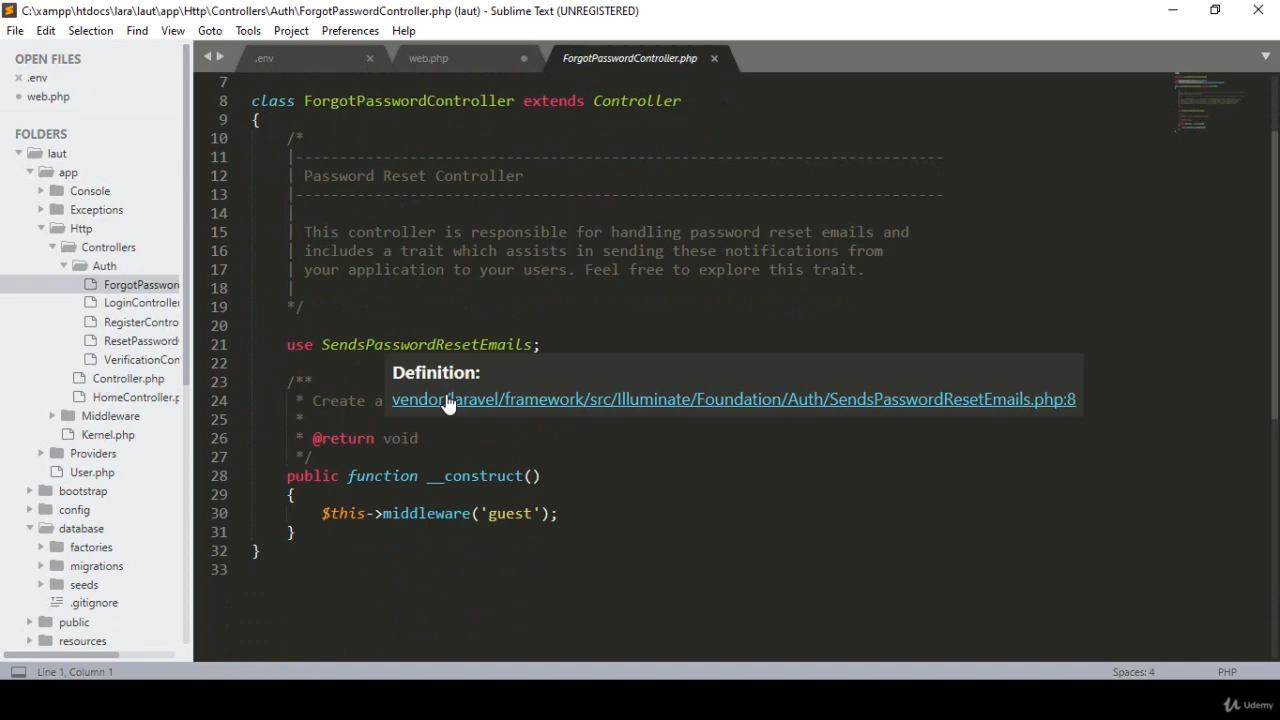 C:\xampp\htdocs\lara\laut\app\Http\Controllers\Auth\ForgotPasswordController.php (laut) - Sublime Text (UNREGISTERED)
File Edit Selection Find View Goto Tools Project Preferences Help
OPEN FILES
.env
web.php
FOLDERS
laut
app
Console
Exceptions
Http
Controllers
Auth
ForgotPassword
LoginController
RegisterContro
ResetPassword
VerificationCon
Controller.php
HomeController.p
Middleware
Kernel.php
Providers
User.php
bootstrap
config
database
factories
migrations
seeds
.gitignore
public
resources
.env web.php ForgotPasswordController.php
7
8 class ForgotPasswordController extends Controller
9 {
10 /*
11 |--------------------------------------------------------------------------
12 | Password Reset Controller
13 |--------------------------------------------------------------------------
14 |
15 | This controller is responsible for handling password reset emails and
16 | includes a trait which assists in sending these notifications from
17 | your application to your users. Feel free to explore this trait.
18 |
19 */
20
21 use SendsPasswordResetEmails;
22
Definition:
23 /**
24 * Create a
vendor/laravel/framework/src/Illuminate/Foundation/Auth/SendsPasswordResetEmails.php:8
25 *
26 * @return void
27 */
28 public function __construct()
29 {
30 $this->middleware('guest');
31 }
32 }
33
Line 1, Column 1 Spaces: 4 PHP
Udemy